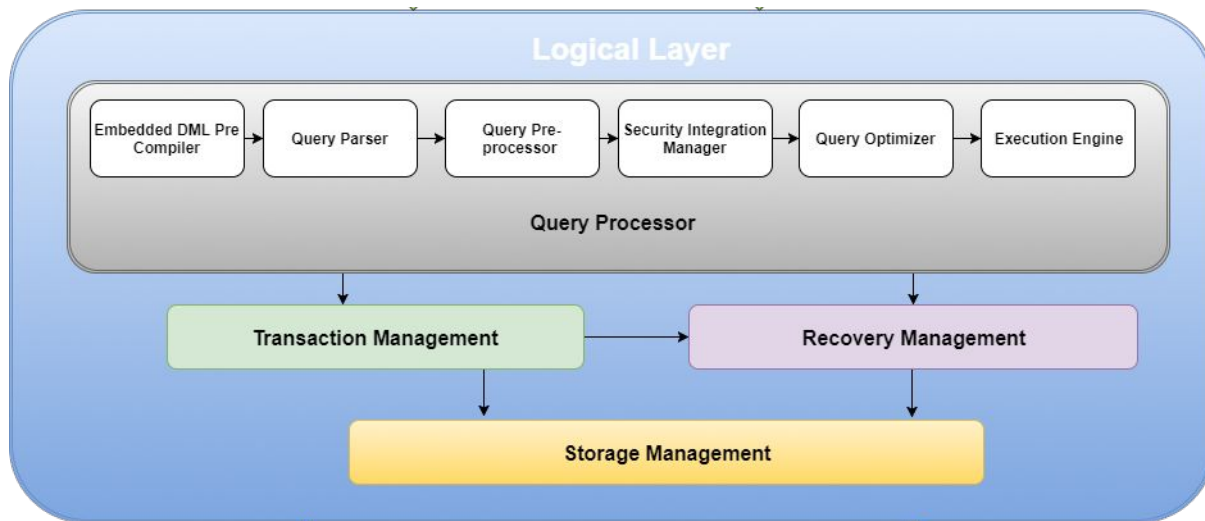 Logical Layer
Embedded DML Pre
Compiler
Query Parser
Query Pre-
processor
Security Integration
Manager
Query Optimizer
Execution Engine
Query Processor
Transaction Management
Recovery Management
Storage Management